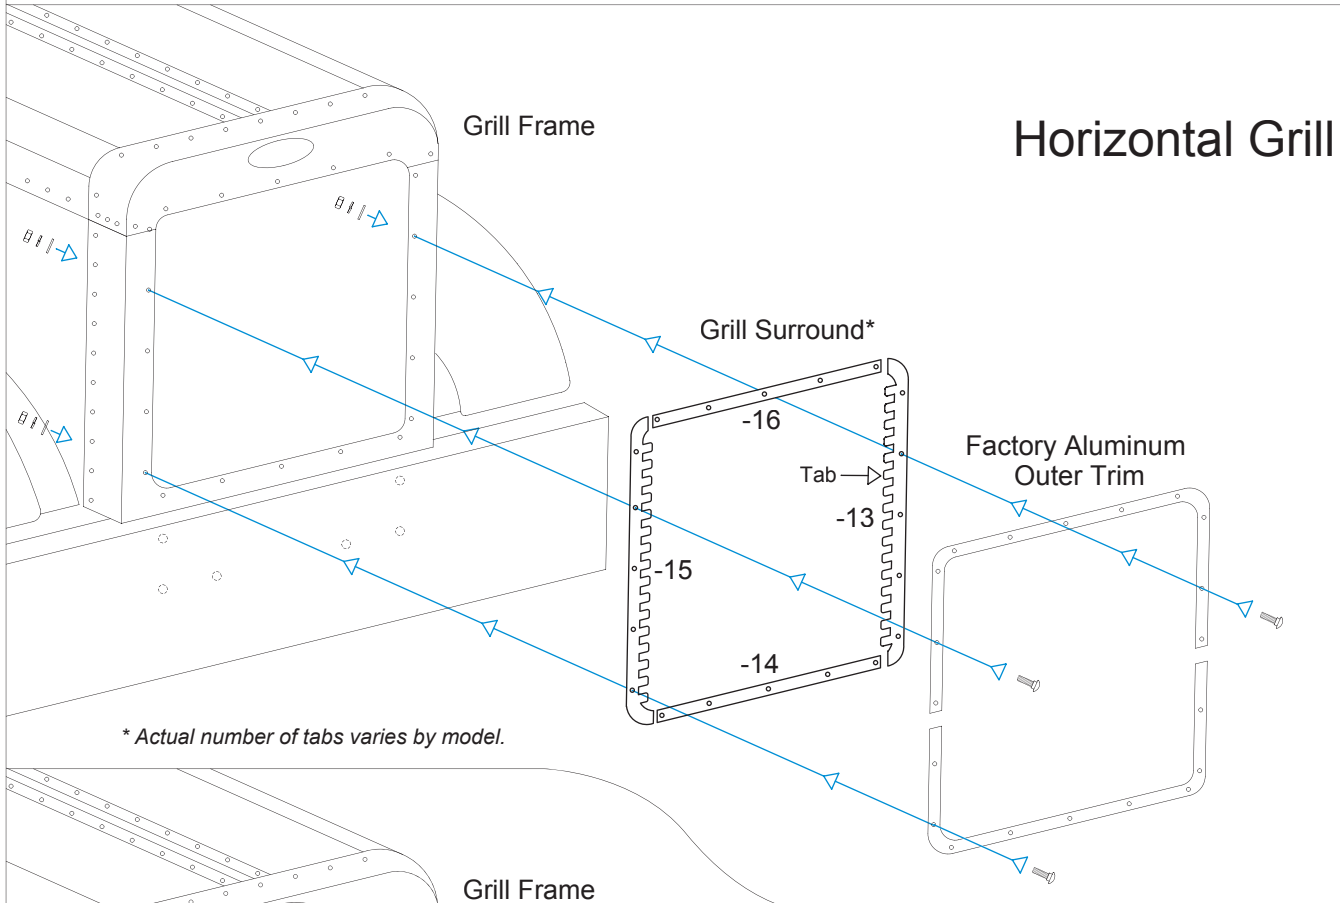 Grill Frame
Horizontal Grill
Grill Surround*
-16
Factory Aluminum
Outer Trim
Tab
-13
-15
-14
* Actual number of tabs varies by model.
Grill Frame